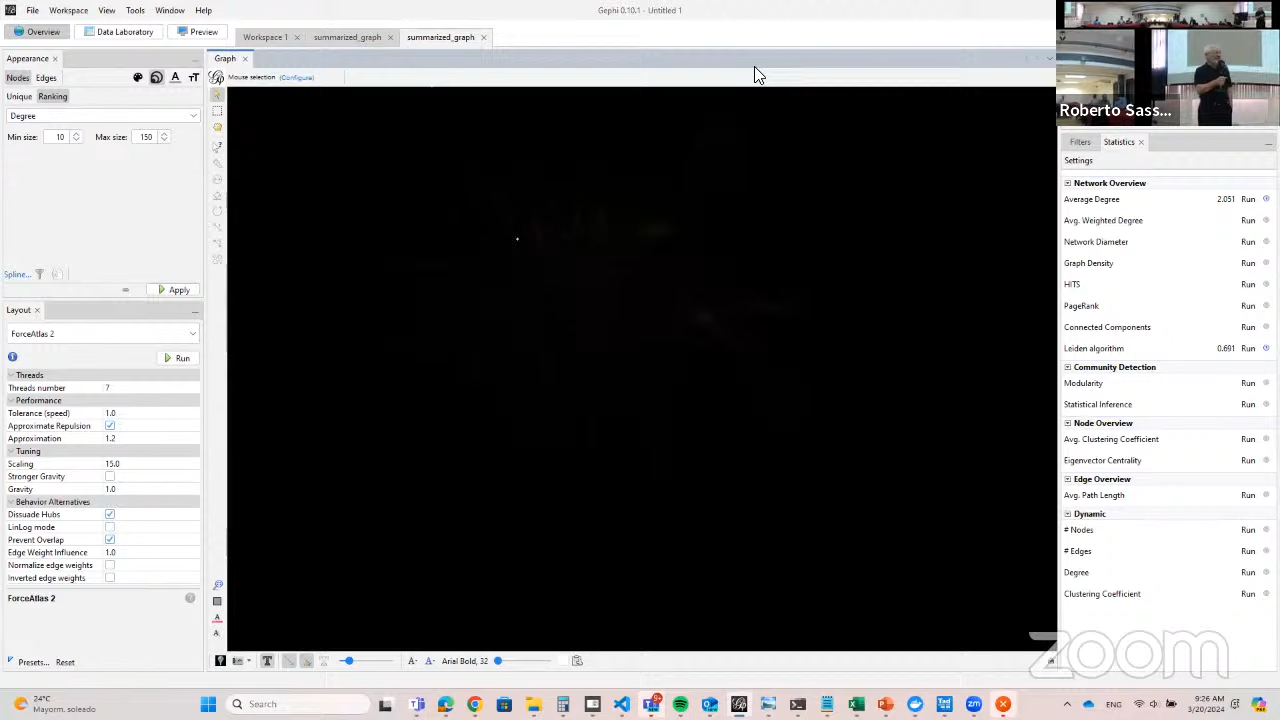 File Workspace View Tools Window Help
Gephi 0.10.1 - Untitled 1
Overview Data Laboratory Preview
Workspace 1 summarized_graph summarized_graph
Appearance
Nodes Edges
Unique Ranking
Degree
Min size: 10 Max size: 150
Spline...
Apply
Layout
ForceAtlas 2
Run
Threads
Threads number 7
Performance
Tolerance (speed) 1.0
Approximate Repulsion
Approximation 1.2
Tuning
Scaling 15.0
Stronger Gravity
Gravity 1.0
Behavior Alternatives
Dissuade Hubs
LinLog mode
Prevent Overlap
Edge Weight Influence 1.0
Normalize edge weights
Inverted edge weights
ForceAtlas 2
Presets... Reset
Graph
Mouse selection (Configure)
Arial Bold, 32
Roberto Sass...
Filters Statistics
Settings
Network Overview
Average Degree 2.051 Run
Avg. Weighted Degree Run
Network Diameter Run
Graph Density Run
HITS Run
PageRank Run
Connected Components Run
Leiden algorithm 0.691 Run
Community Detection
Modularity Run
Statistical Inference Run
Node Overview
Avg. Clustering Coefficient Run
Eigenvector Centrality Run
Edge Overview
Avg. Path Length Run
Dynamic
# Nodes Run
# Edges Run
Degree Run
Clustering Coefficient Run
zoom
24°C
Mayorm. soleado
Search
9:26 AM
3/20/2024